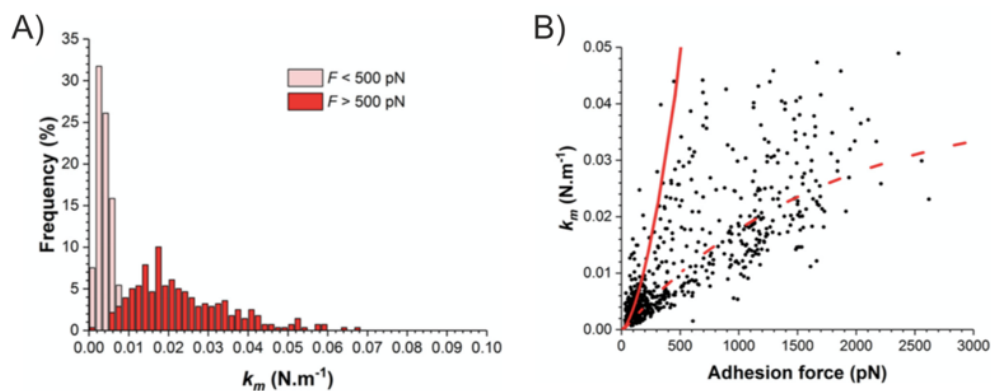 A)
35
30
25
20
15
10
5
0
Frequency (%)
F < 500 pN
F > 500 pN
0.00 0.01 0.02 0.03 0.04 0.05 0.06 0.07 0.08 0.09 0.10
km (N.m-1)
B)
0.05
0.04
0.03
0.02
0.01
0.00
km (N.m-1)
0 500 1000 1500 2000 2500 3000
Adhesion force (pN)